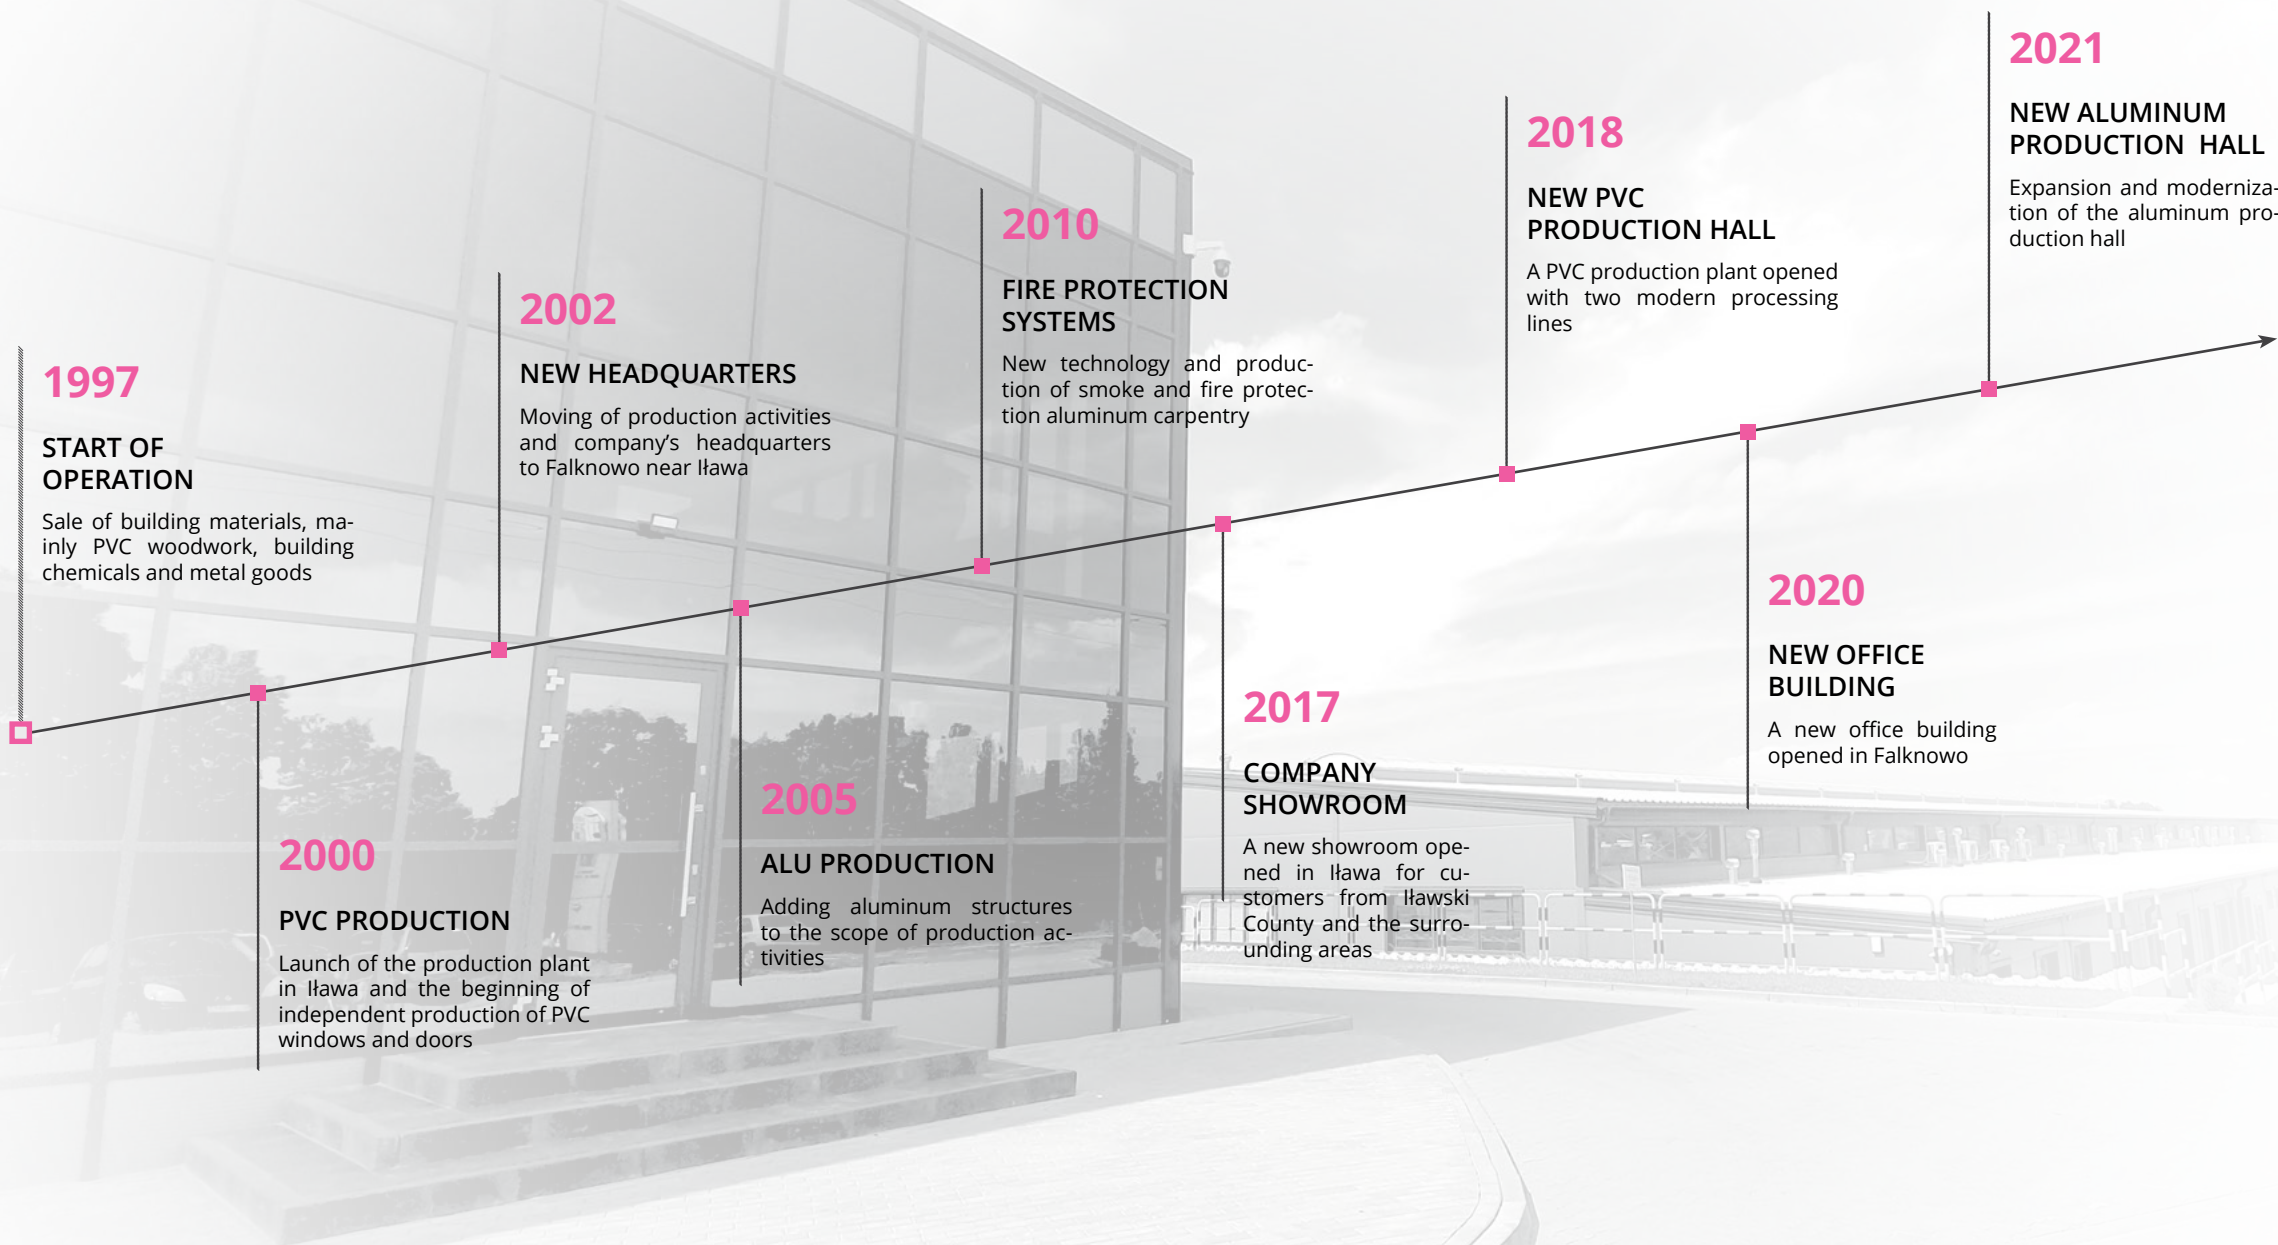 1997
START OF
OPERATION
Sale of building materials, ma-
inly PVC woodwork, building
chemicals and metal goods
2000
PVC PRODUCTION
Launch of the production plant
in Iława and the beginning of
independent production of PVC
windows and doors
2002
NEW HEADQUARTERS
Moving of production activities
and company's headquarters
to Falknowo near Iława
2005
ALU PRODUCTION
Adding aluminum structures
to the scope of production ac-
tivities
2010
FIRE PROTECTION
SYSTEMS
New technology and produc-
tion of smoke and fire protec-
tion aluminum carpentry
2017
COMPANY
SHOWROOM
A new showroom ope-
ned in Iława for cu-
stomers from Iławski
County and the surro-
unding areas
2018
NEW PVC
PRODUCTION HALL
A PVC production plant opened
with two modern processing
lines
2020
NEW OFFICE
BUILDING
A new office building
opened in Falknowo
2021
NEW ALUMINUM
PRODUCTION HALL
Expansion and moderniza-
tion of the aluminum pro-
duction hall